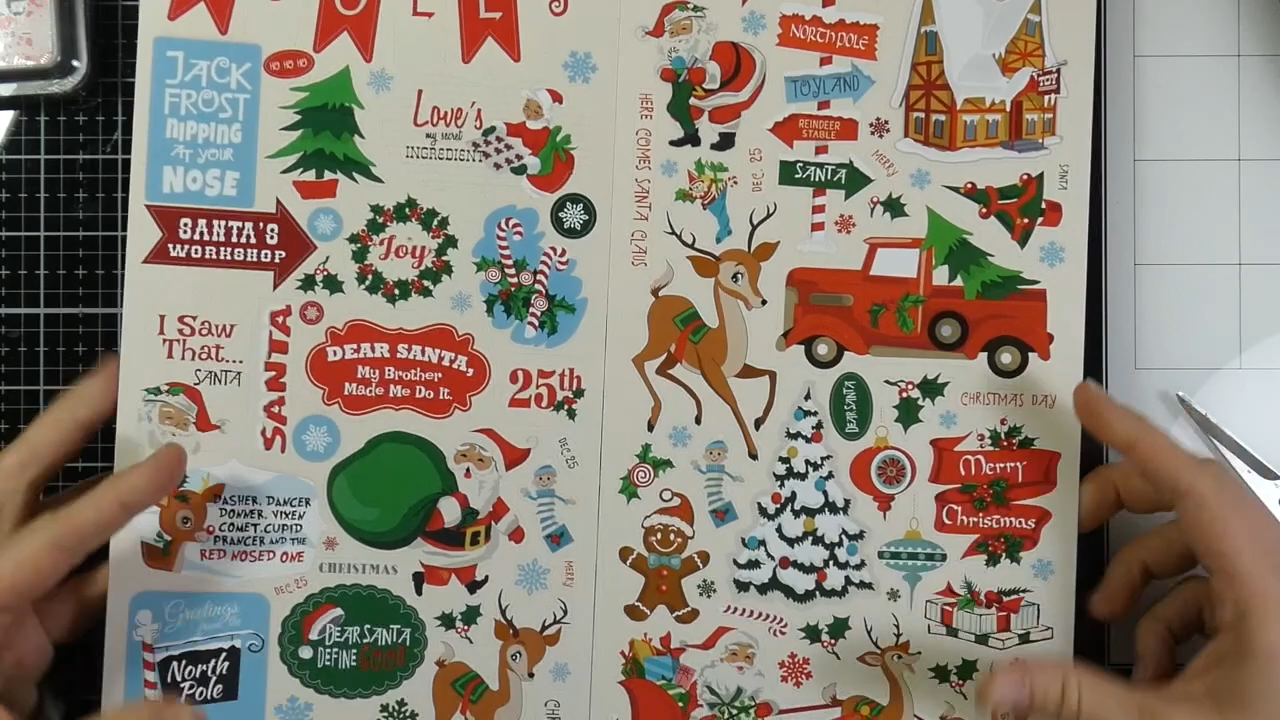 JACK
FROST
NIPPING
AT YOUR
NOSE
HO HO HO
Love's
my secret
INGREDIENT
SANTA'S
WORKSHOP
Joy
I Saw
That...
SANTA
SANTA
DEAR SANTA,
My Brother
Made Me Do It.
25th
DEC. 25
DASHER, DANCER
DONNER, VIXEN
COMET, CUPID
PRANCER AND THE
RED NOSED ONE
CHRISTMAS
DEC. 25
MERRY
Greetings
North
Pole
DEAR SANTA
DEFINE GOOD
HERE COMES SANTA CLAUS
DEC. 25
NORTH POLE
TOYLAND
REINDEER
STABLE
SANTA
MERRY
TOY
SANTA
DEAR SANTA
CHRISTMAS DAY
Merry
Christmas